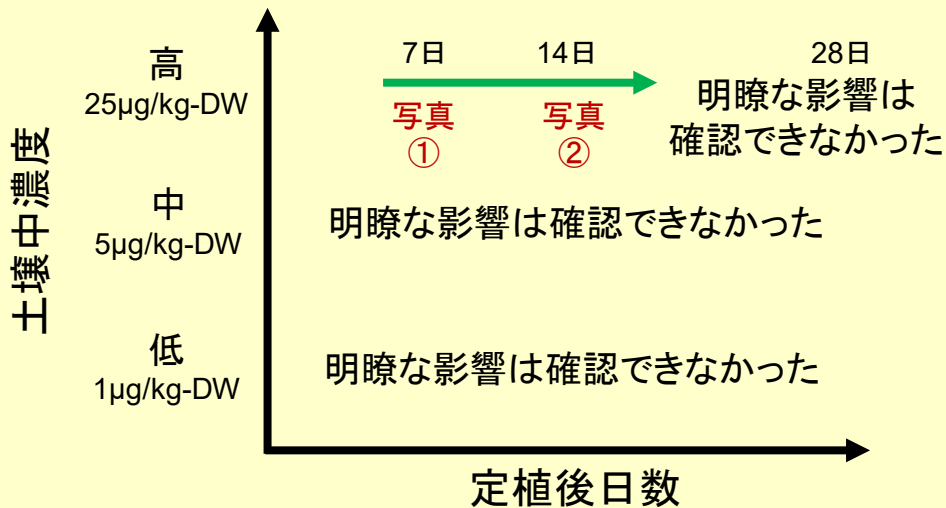 土壌中濃度
高
25μg/kg-DW
7日
14日
28日
写真
①
写真
②
明瞭な影響は
確認できなかった
中
5μg/kg-DW
明瞭な影響は確認できなかった
低
1μg/kg-DW
明瞭な影響は確認できなかった
定植後日数